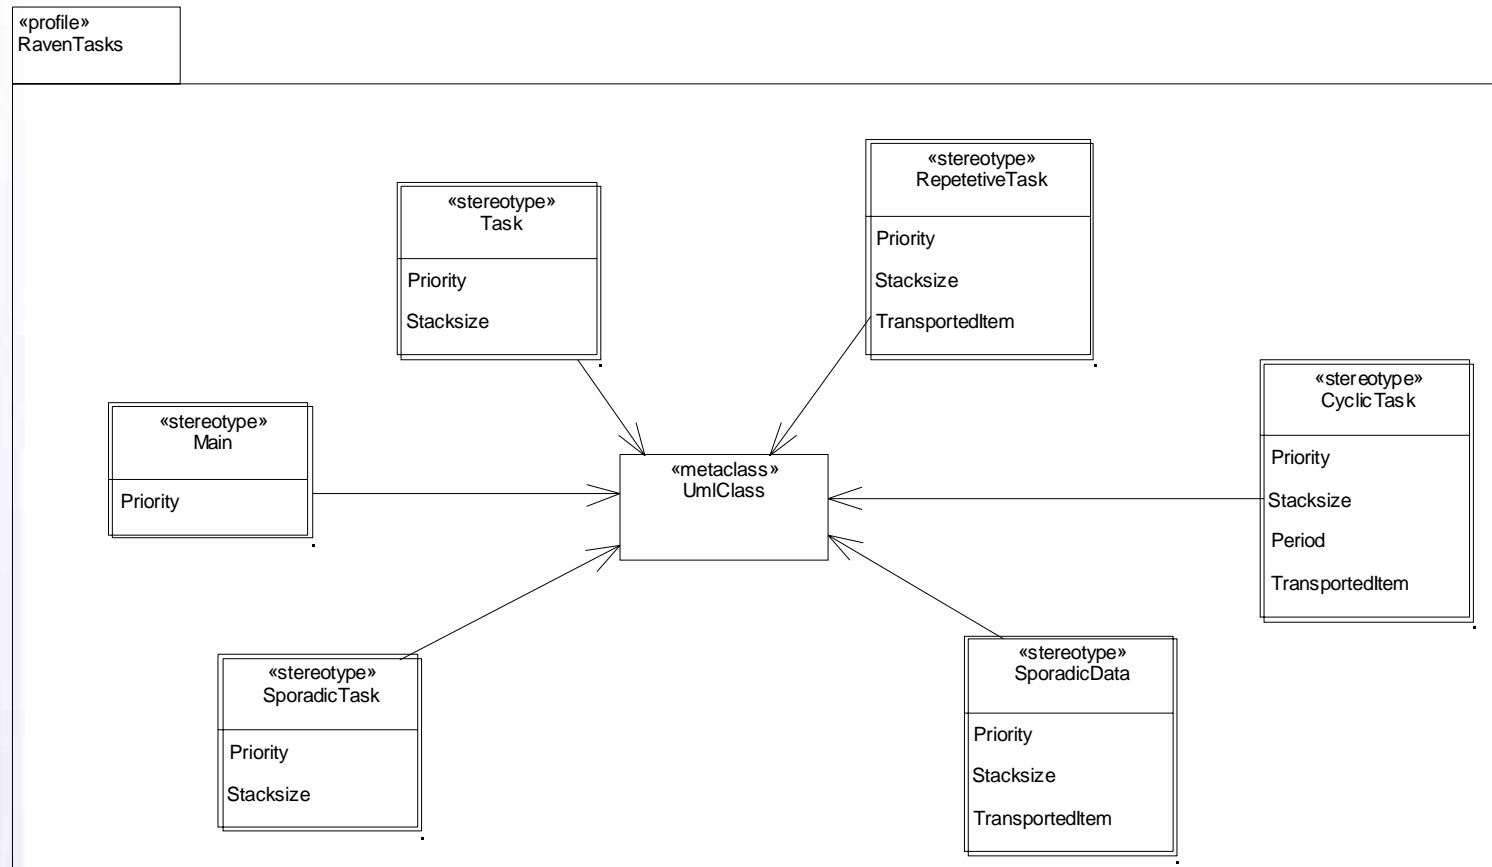 «profile»
RavenTasks
«stereotype»
RepetetiveTask
Priority
Stacksize
TransportedItem
«stereotype»
Task
Priority
Stacksize
«stereotype»
CyclicTask
Priority
Stacksize
Period
TransportedItem
«stereotype»
Main
Priority
«metaclass»
UmlClass
«stereotype»
SporadicTask
Priority
Stacksize
«stereotype»
SporadicData
Priority
Stacksize
TransportedItem